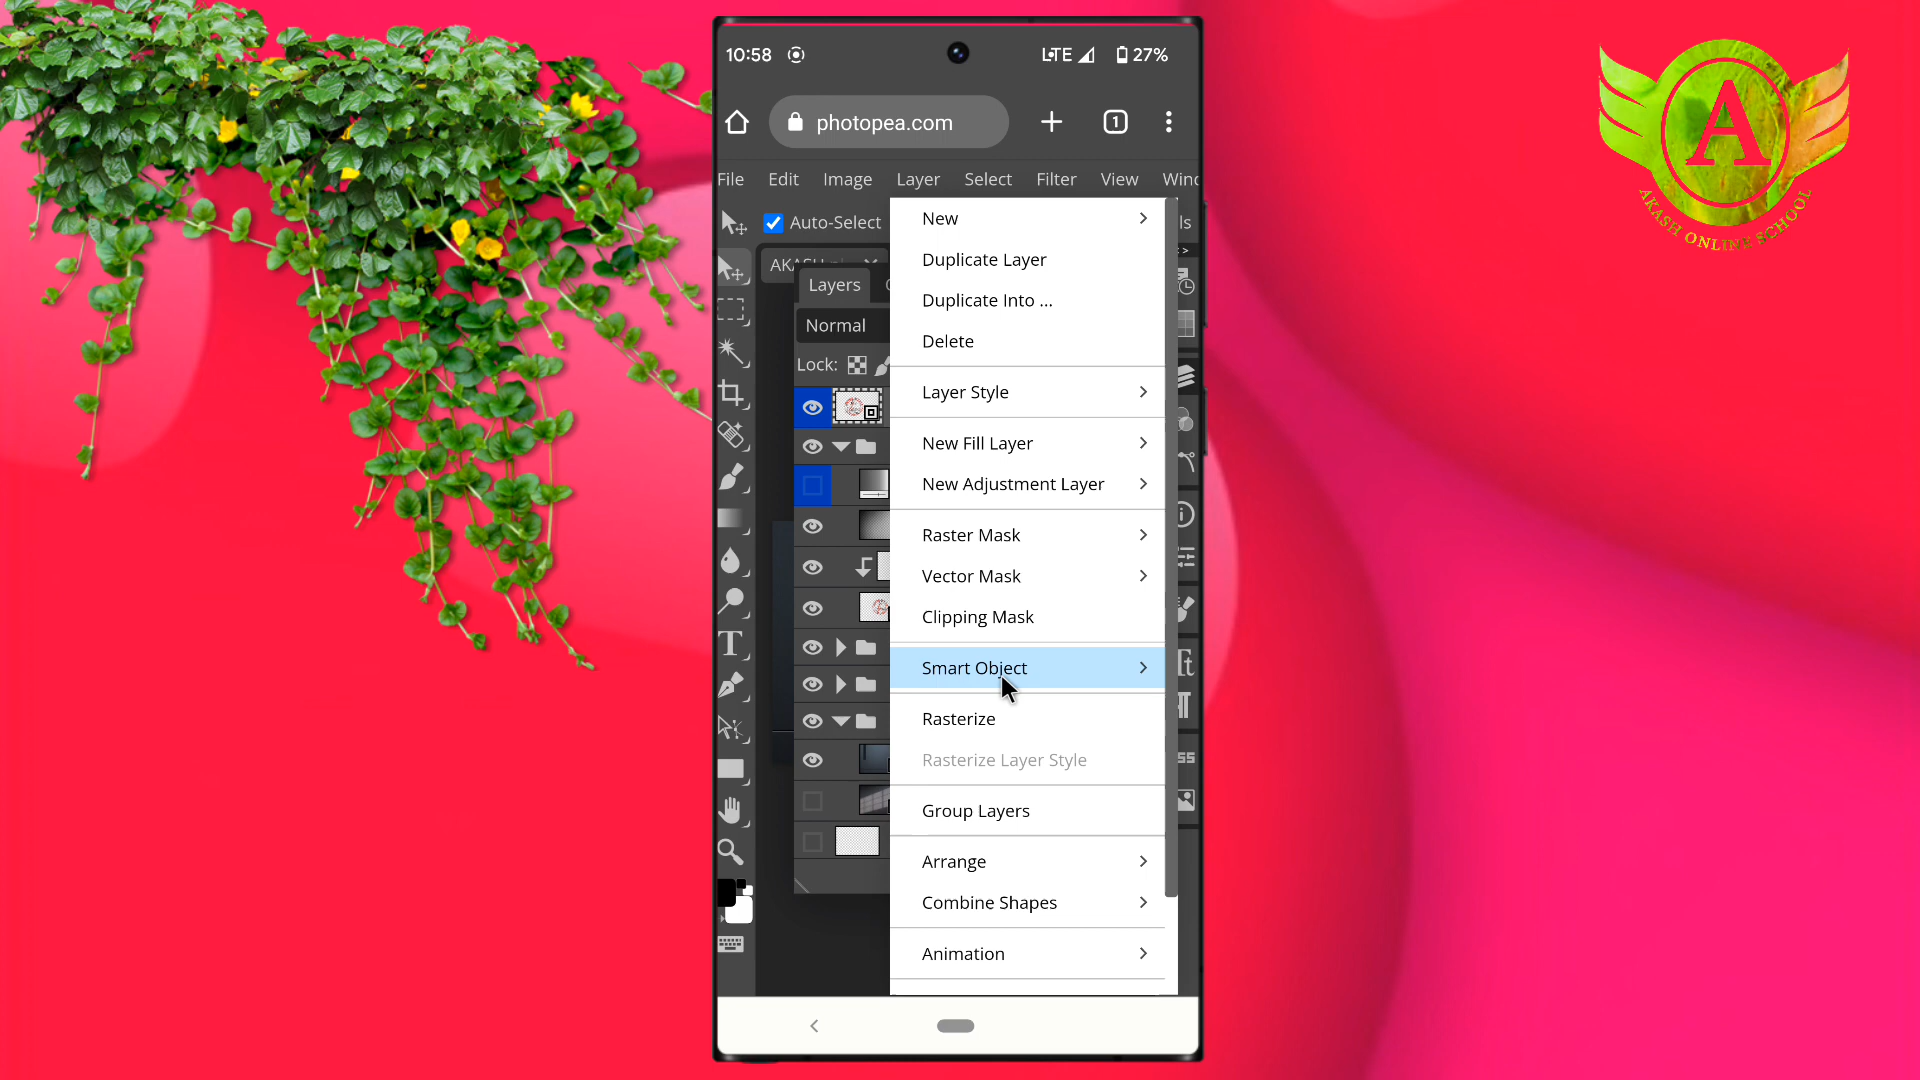 10:58
LTE
27%
photopea.com
1
File Edit Image Layer Select Filter View Wind
Auto-Select
ls
Layers
Normal
Lock:
New
Duplicate Layer
Duplicate Into ...
Delete
Layer Style
New Fill Layer
New Adjustment Layer
Raster Mask
Vector Mask
Clipping Mask
Smart Object
Rasterize
Rasterize Layer Style
Group Layers
Arrange
Combine Shapes
Animation
A
AKASH ONLINE SCHOOL